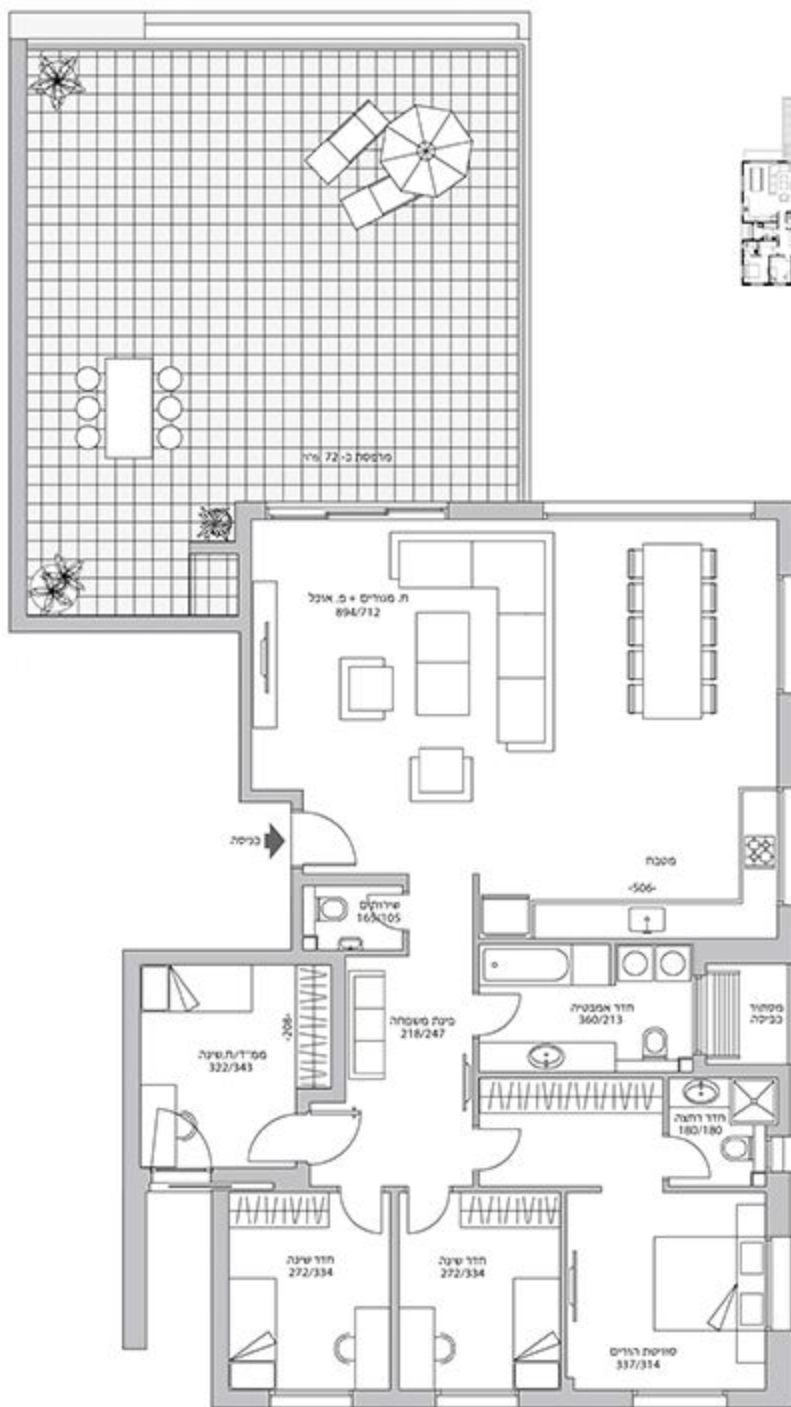 מרפסת כ- 72 מ"ר
ח. מגורים + פ. אוכל
894/712
כניסה
מטבח
-506-
שירותים
165/105
חדר אמבטיה
360/213
מסתור
כביסה
פינת משפחה
218/247
-208-
ממ"ד/ח.שינה
322/343
חדר רחצה
180/180
חדר שינה
272/334
חדר שינה
272/334
סוויטת הורים
337/314